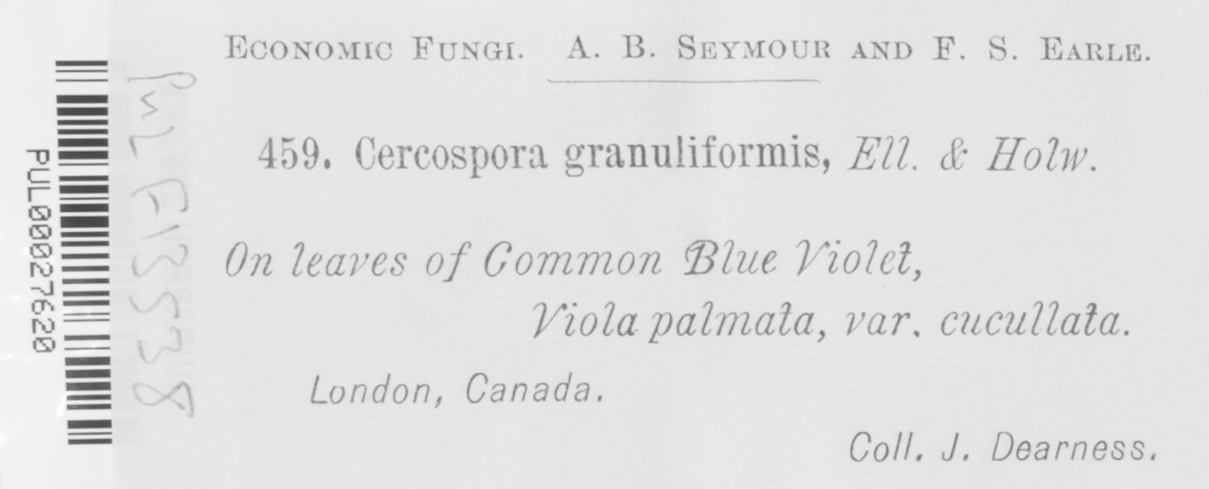 ECONOMIC FUNGI. A. B. SEYMOUR AND F. S. EARLE.
459. Cercospora granuliformis, Ell. & Holw.
On leaves of Common Blue Violet,
Viola palmata, var. cucullata.
London, Canada.
Coll. J. Dearness.
PUL00027620
PUL F13538